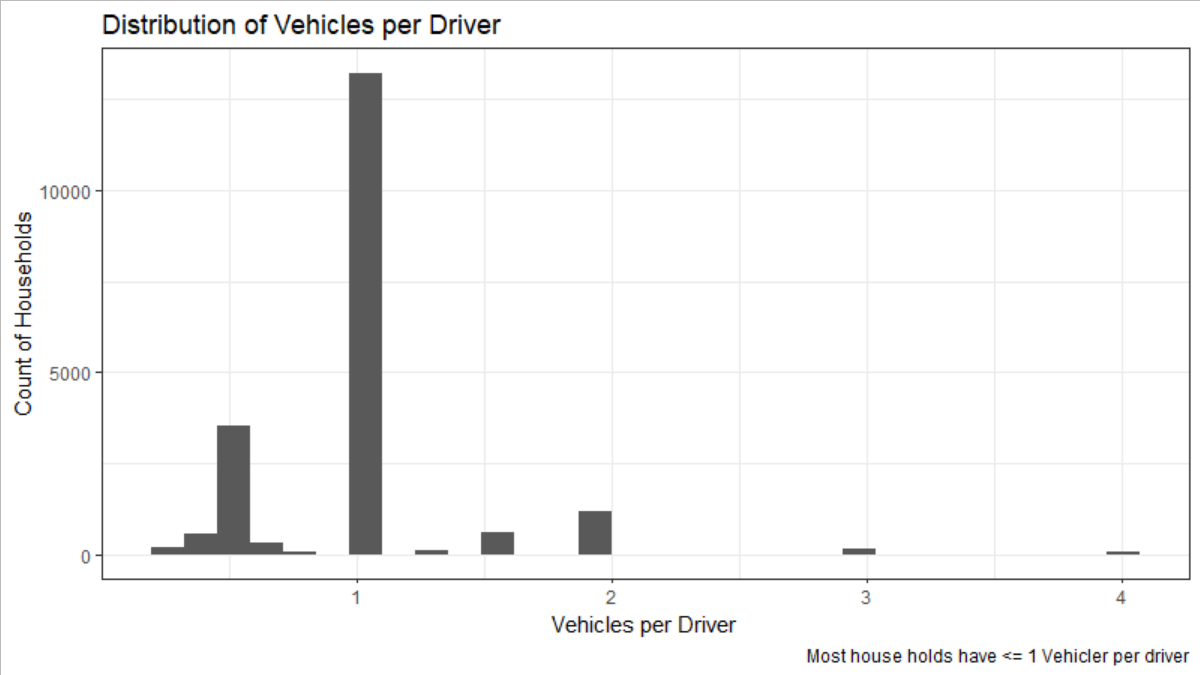 Distribution of Vehicles per Driver
Count of Households
10000
5000
0
1 2 3 4
Vehicles per Driver
Most house holds have <= 1 Vehicler per driver